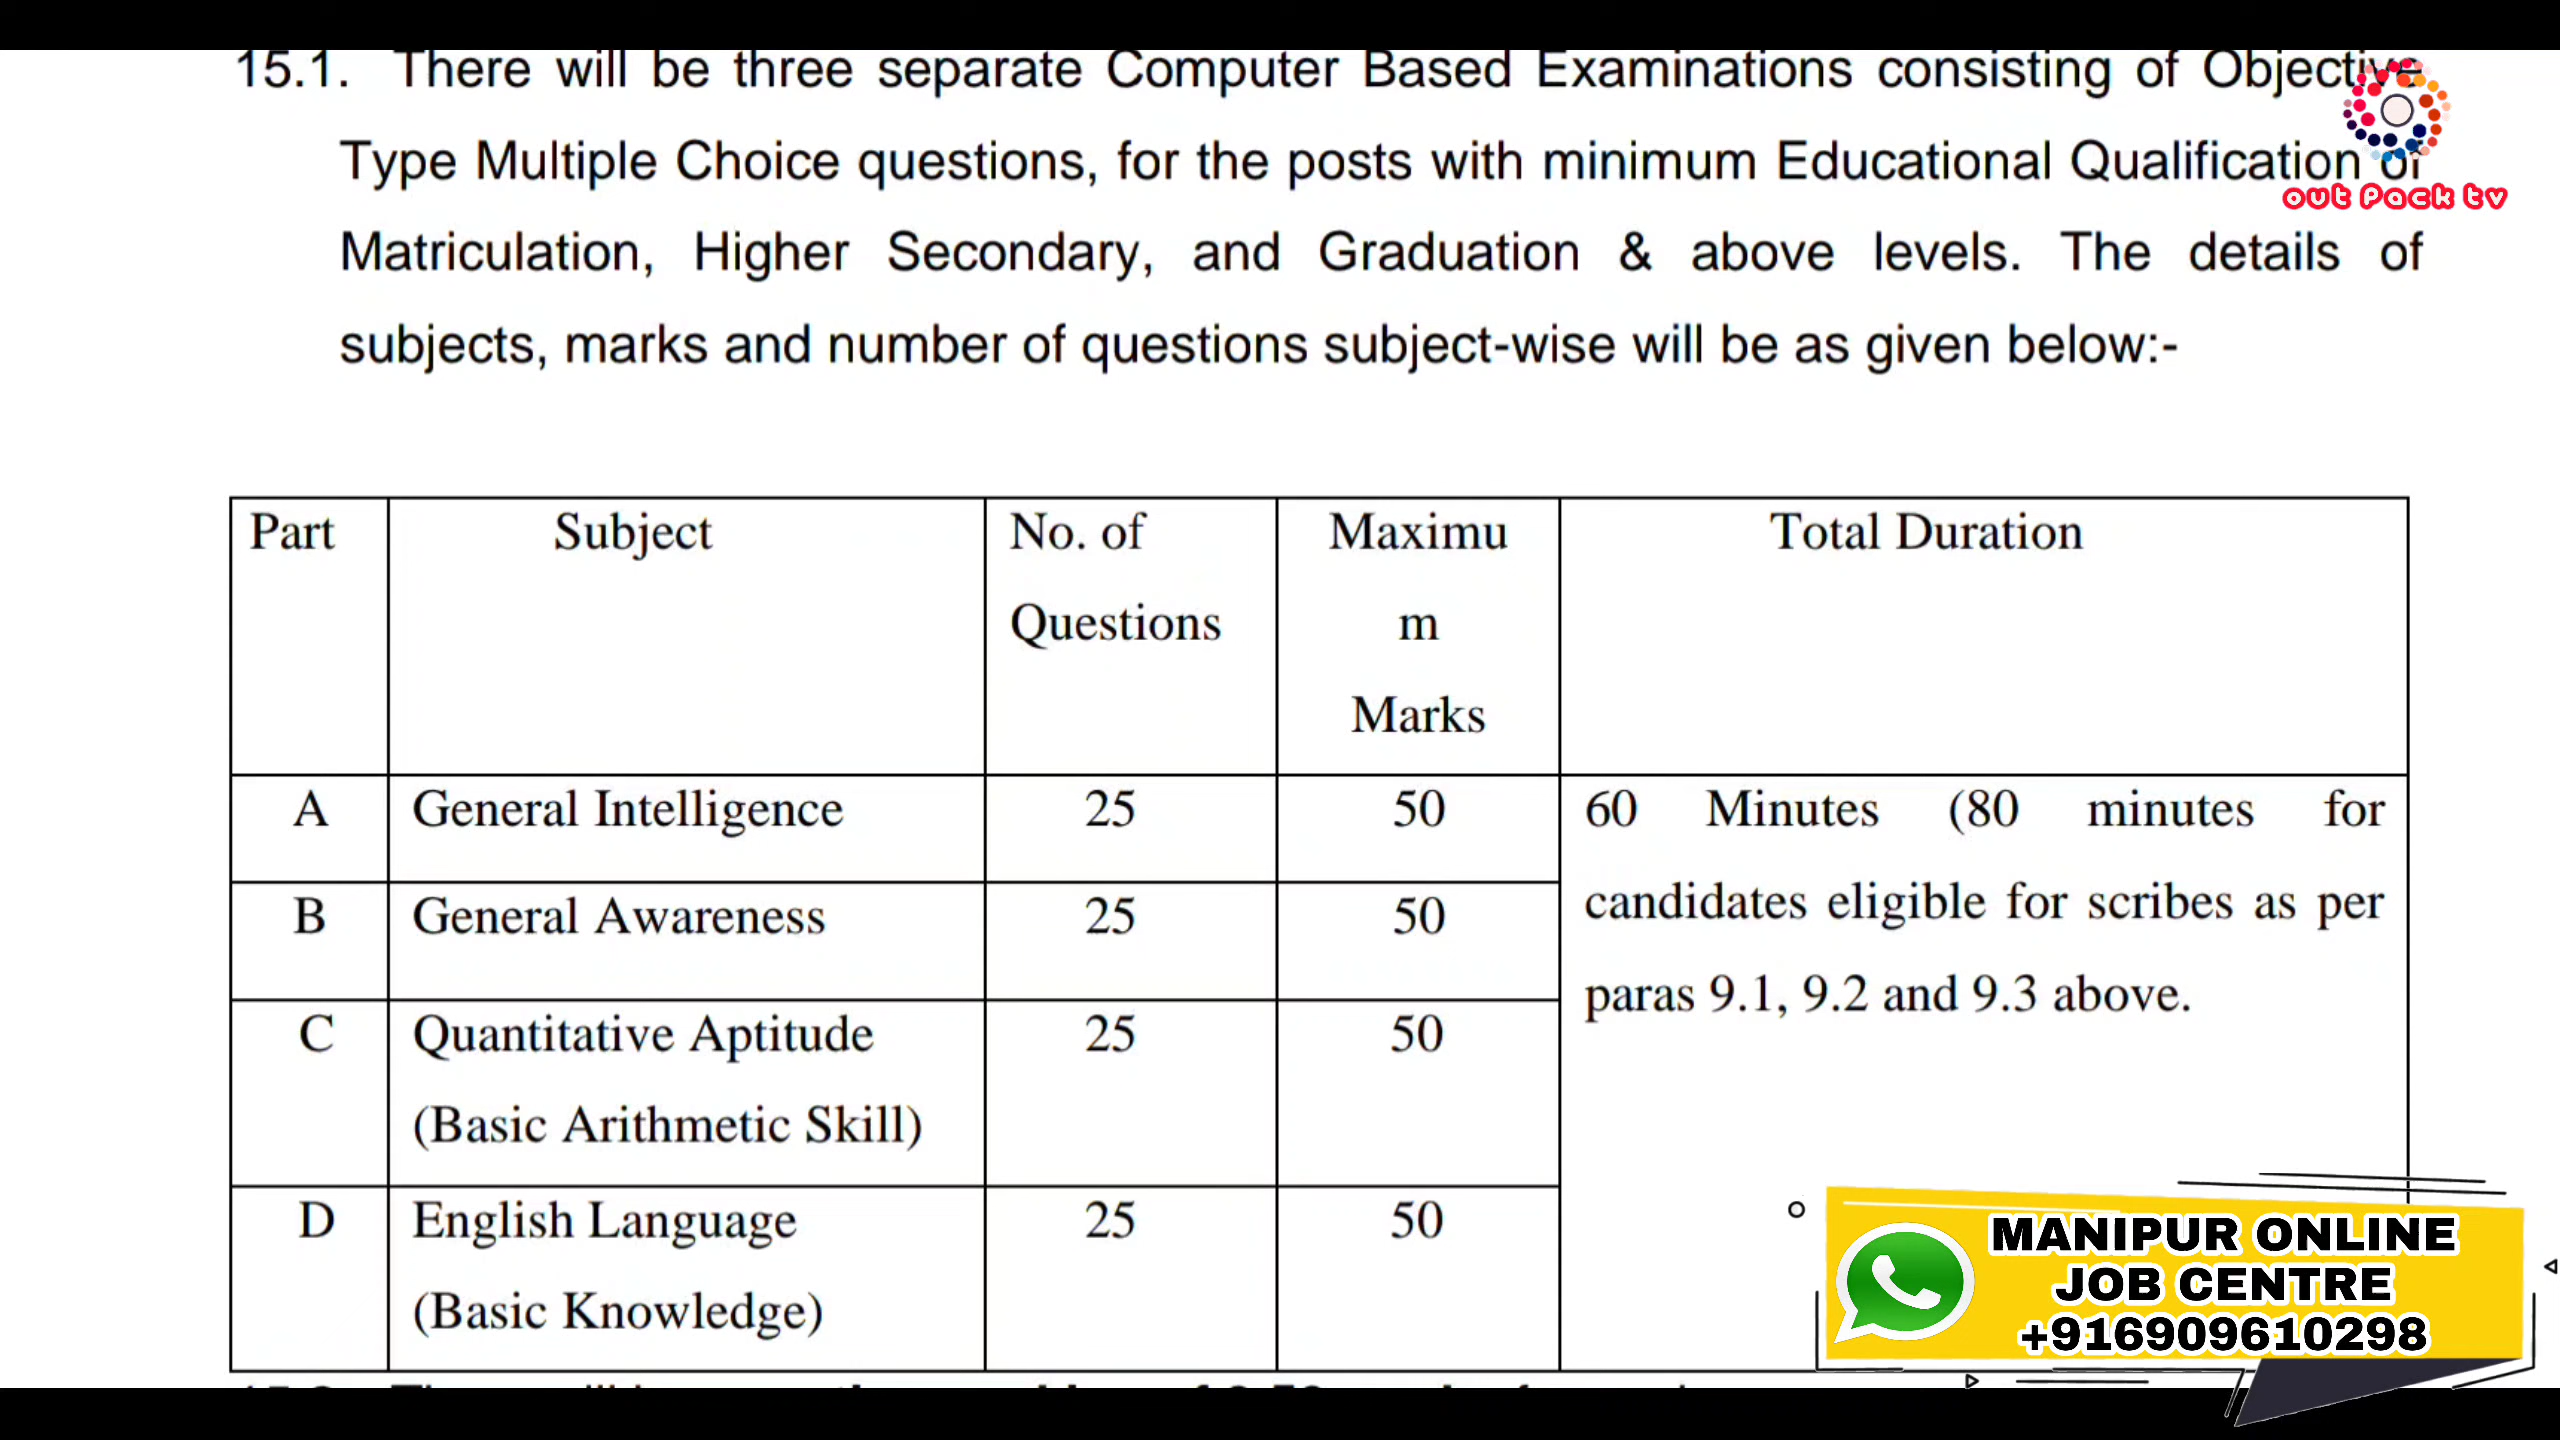 15.1. There will be three separate Computer Based Examinations consisting of Objective
Type Multiple Choice questions, for the posts with minimum Educational Qualification of
Matriculation, Higher Secondary, and Graduation & above levels. The details of
subjects, marks and number of questions subject-wise will be as given below:-
out Pack tv
Part Subject No. of Questions Maximu m Marks Total Duration
A General Intelligence 25 50 60 Minutes (80 minutes for
candidates eligible for scribes as per
paras 9.1, 9.2 and 9.3 above.
B General Awareness 25 50
C Quantitative Aptitude 25 50
(Basic Arithmetic Skill)
D English Language 25 50
(Basic Knowledge)
MANIPUR ONLINE
JOB CENTRE
+916909610298